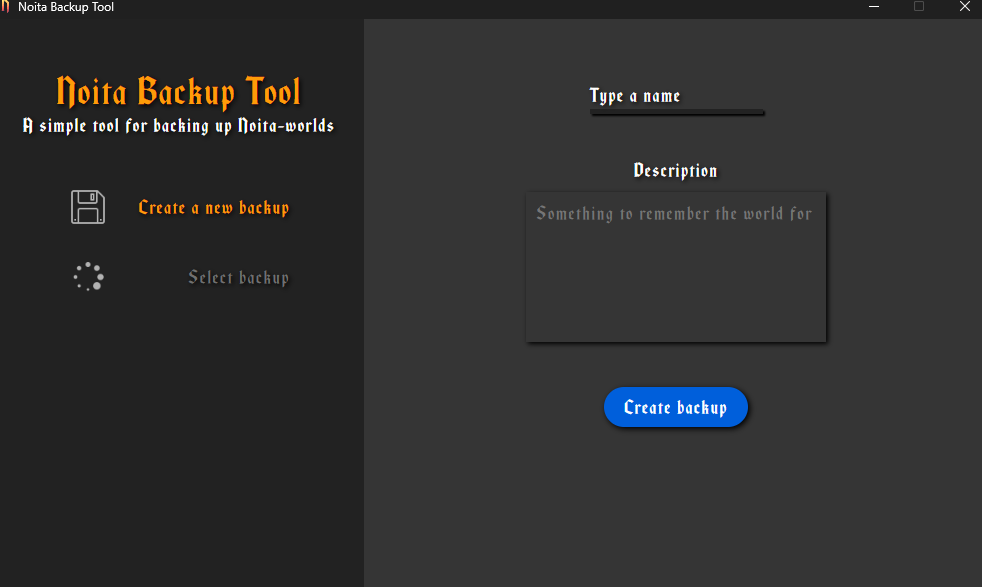 Noita Backup Tool
Noita Backup Tool
A simple tool for backing up Noita-worlds
Create a new backup
Select backup
Type a name
Description
Something to remember the world for
Create backup